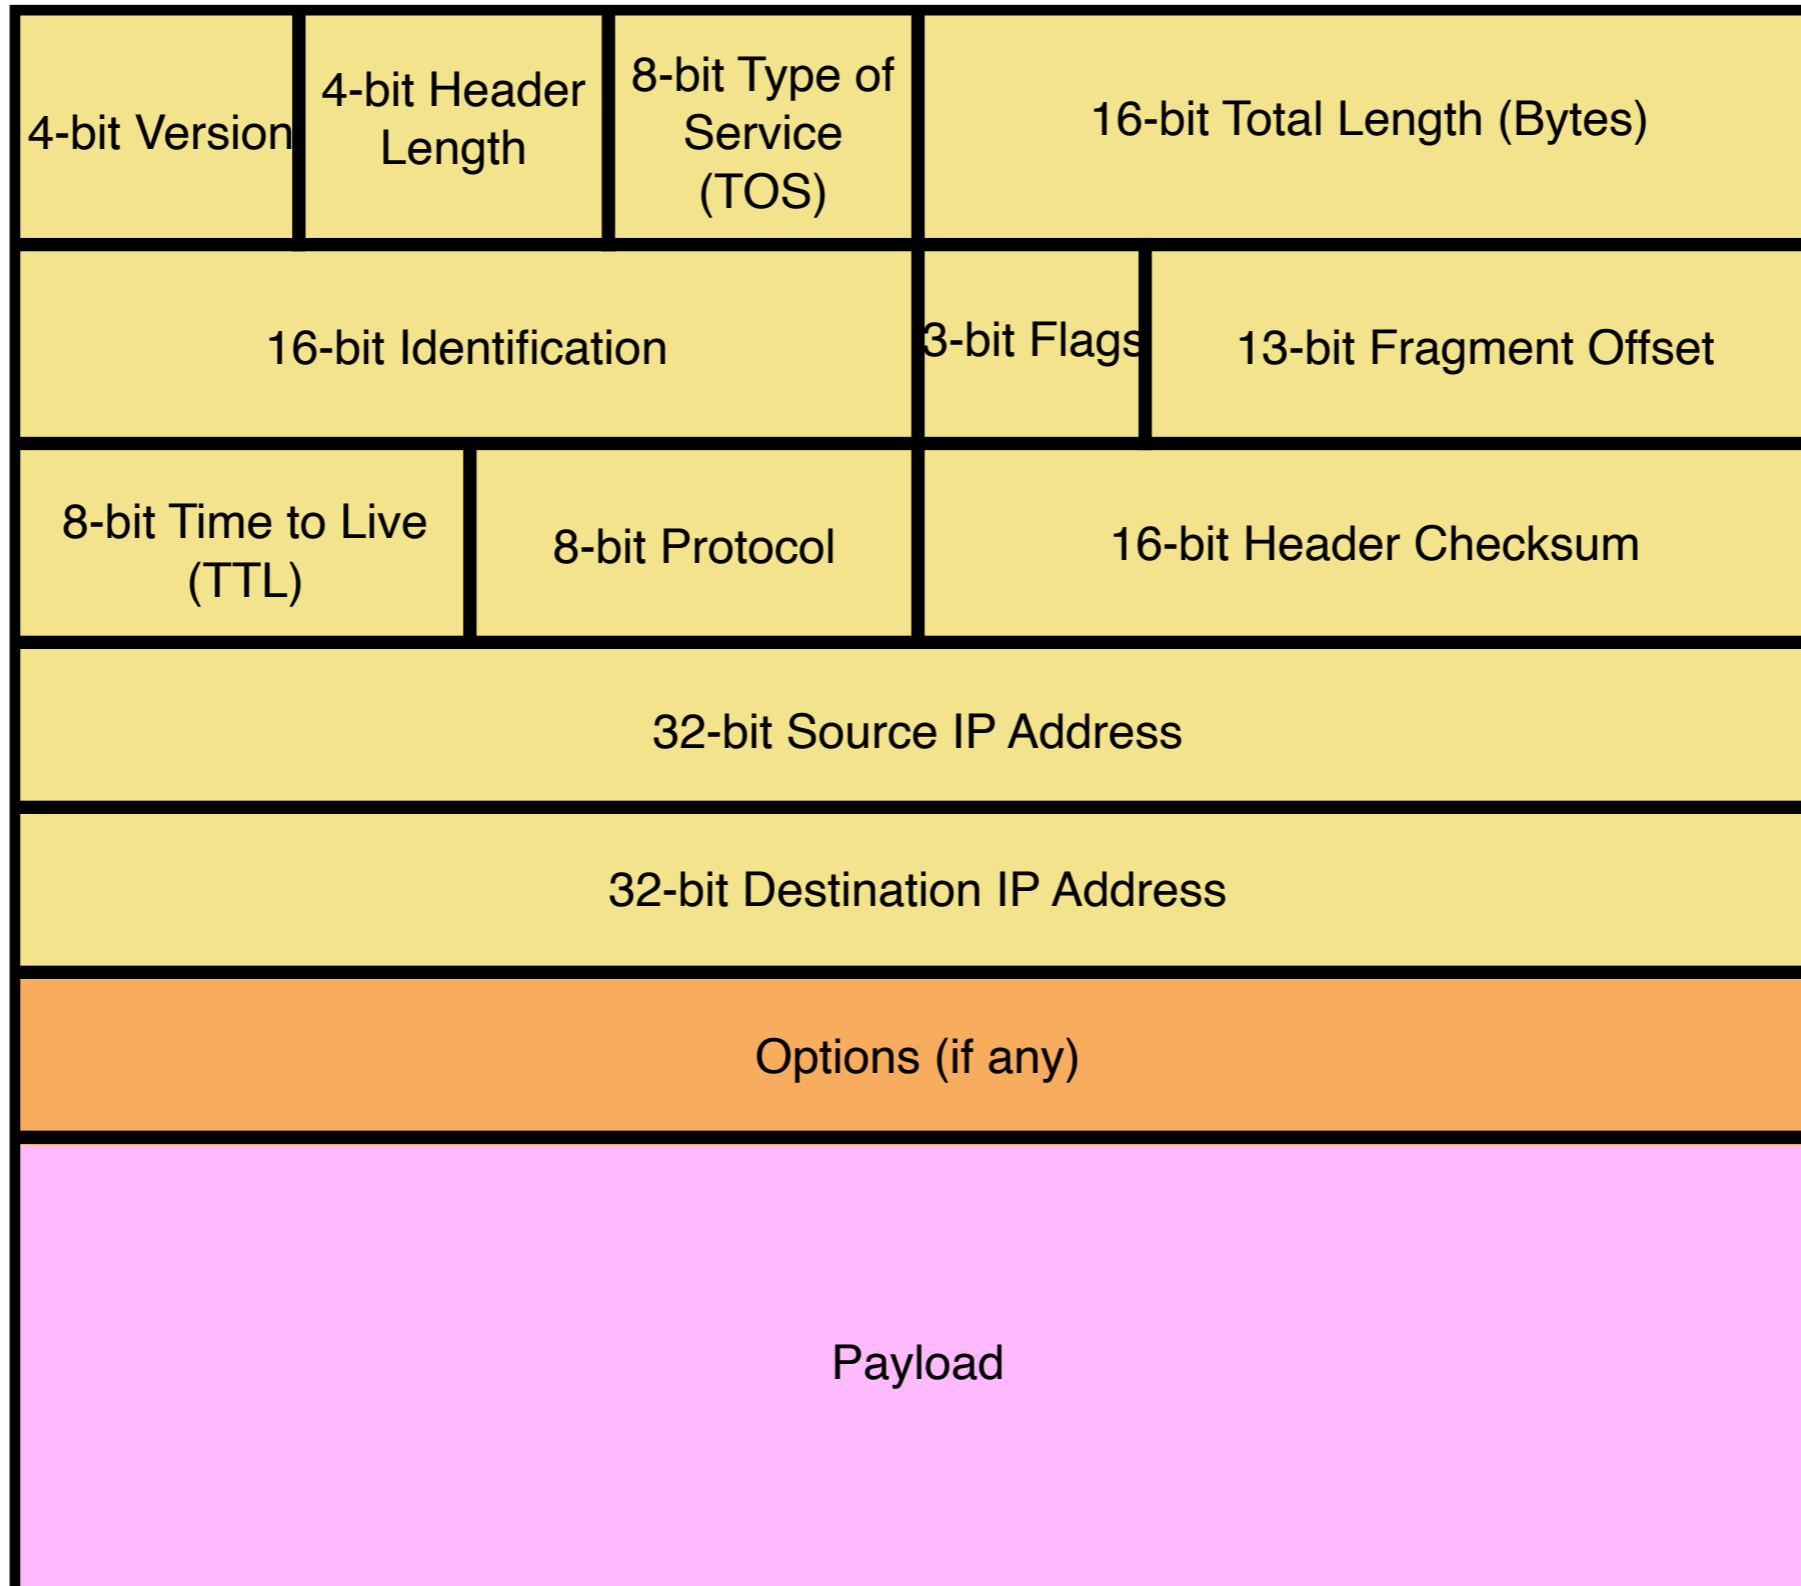 4-bit Version
4-bit Header
Length
8-bit Type of
Service
(TOS)
16-bit Total Length (Bytes)
16-bit Identification
3-bit Flags
13-bit Fragment Offset
8-bit Time to Live
(TTL)
8-bit Protocol
16-bit Header Checksum
32-bit Source IP Address
32-bit Destination IP Address
Options (if any)
Payload